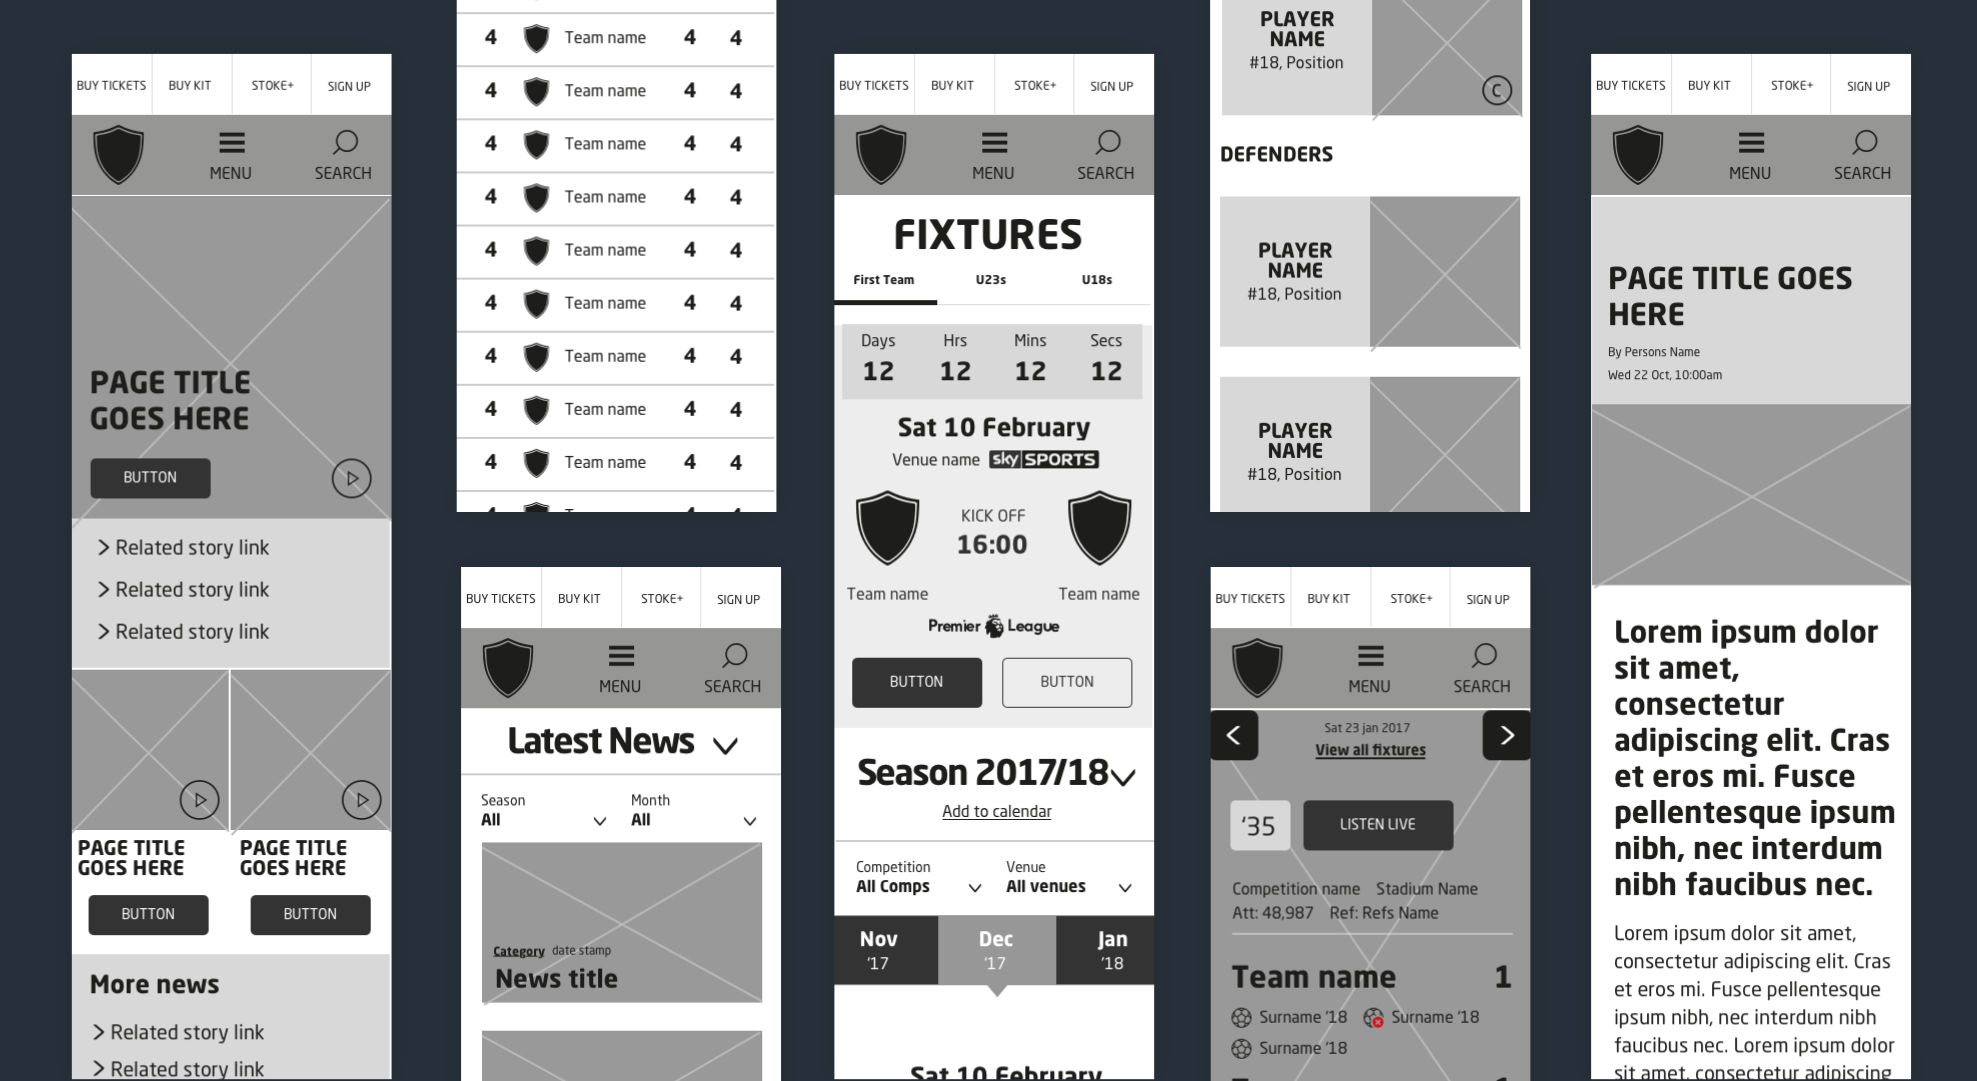 BUY TICKETS
BUY KIT
STOKE+
SIGN UP
MENU
SEARCH
PAGE TITLE
GOES HERE
BUTTON
> Related story link
> Related story link
> Related story link
PAGE TITLE
GOES HERE
BUTTON
PAGE TITLE
GOES HERE
BUTTON
More news
> Related story link
> Related story link
4 Team name 4 4
4 Team name 4 4
4 Team name 4 4
4 Team name 4 4
4 Team name 4 4
4 Team name 4 4
4 Team name 4 4
4 Team name 4 4
4 Team name 4 4
BUY TICKETS
BUY KIT
STOKE+
SIGN UP
MENU
SEARCH
Latest News
Season
All
Month
All
Category date stamp
News title
BUY TICKETS
BUY KIT
STOKE+
SIGN UP
MENU
SEARCH
FIXTURES
First Team
U23s
U18s
Days Hrs Mins Secs
12 12 12 12
Sat 10 February
Venue name sky SPORTS
KICK OFF
16:00
Team name
Team name
Premier League
BUTTON
BUTTON
Season 2017/18
Add to calendar
Competition
All Comps
Venue
All venues
Nov
'17
Dec
'17
Jan
'18
Sat 10 February
PLAYER
NAME
#18, Position
C
DEFENDERS
PLAYER
NAME
#18, Position
PLAYER
NAME
#18, Position
BUY TICKETS
BUY KIT
STOKE+
SIGN UP
MENU
SEARCH
Sat 23 jan 2017
View all fixtures
‘35
LISTEN LIVE
Competition name Stadium Name
Att: 48,987 Ref: Refs Name
Team name 1
Surname '18 Surname '18
Surname '18
BUY TICKETS
BUY KIT
STOKE+
SIGN UP
MENU
SEARCH
PAGE TITLE GOES
HERE
By Persons Name
Wed 22 Oct, 10:00am
Lorem ipsum dolor
sit amet,
consectetur
adipiscing elit. Cras
et eros mi. Fusce
pellentesque ipsum
nibh, nec interdum
nibh faucibus nec.
Lorem ipsum dolor sit amet,
consectetur adipiscing elit. Cras
et eros mi. Fusce pellentesque
ipsum nibh, nec interdum nibh
faucibus nec. Lorem ipsum dolor
sit amet, consectetur adipiscing